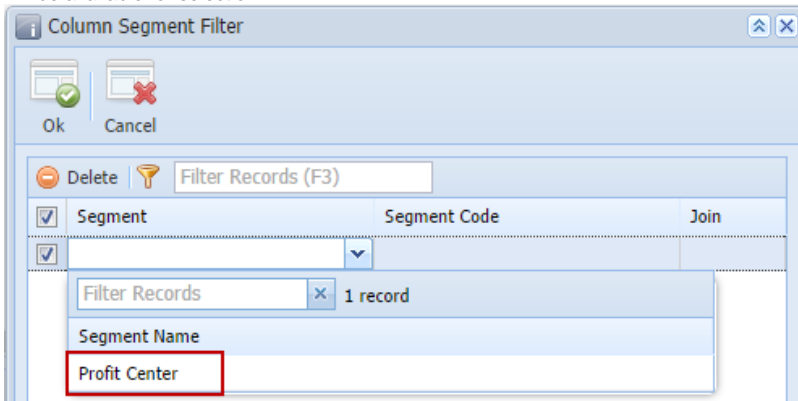 Column Segment Filter
Ok Cancel
Delete Filter Records (F3)
Segment Segment Code Join
Filter Records 1 record
Segment Name
Profit Center